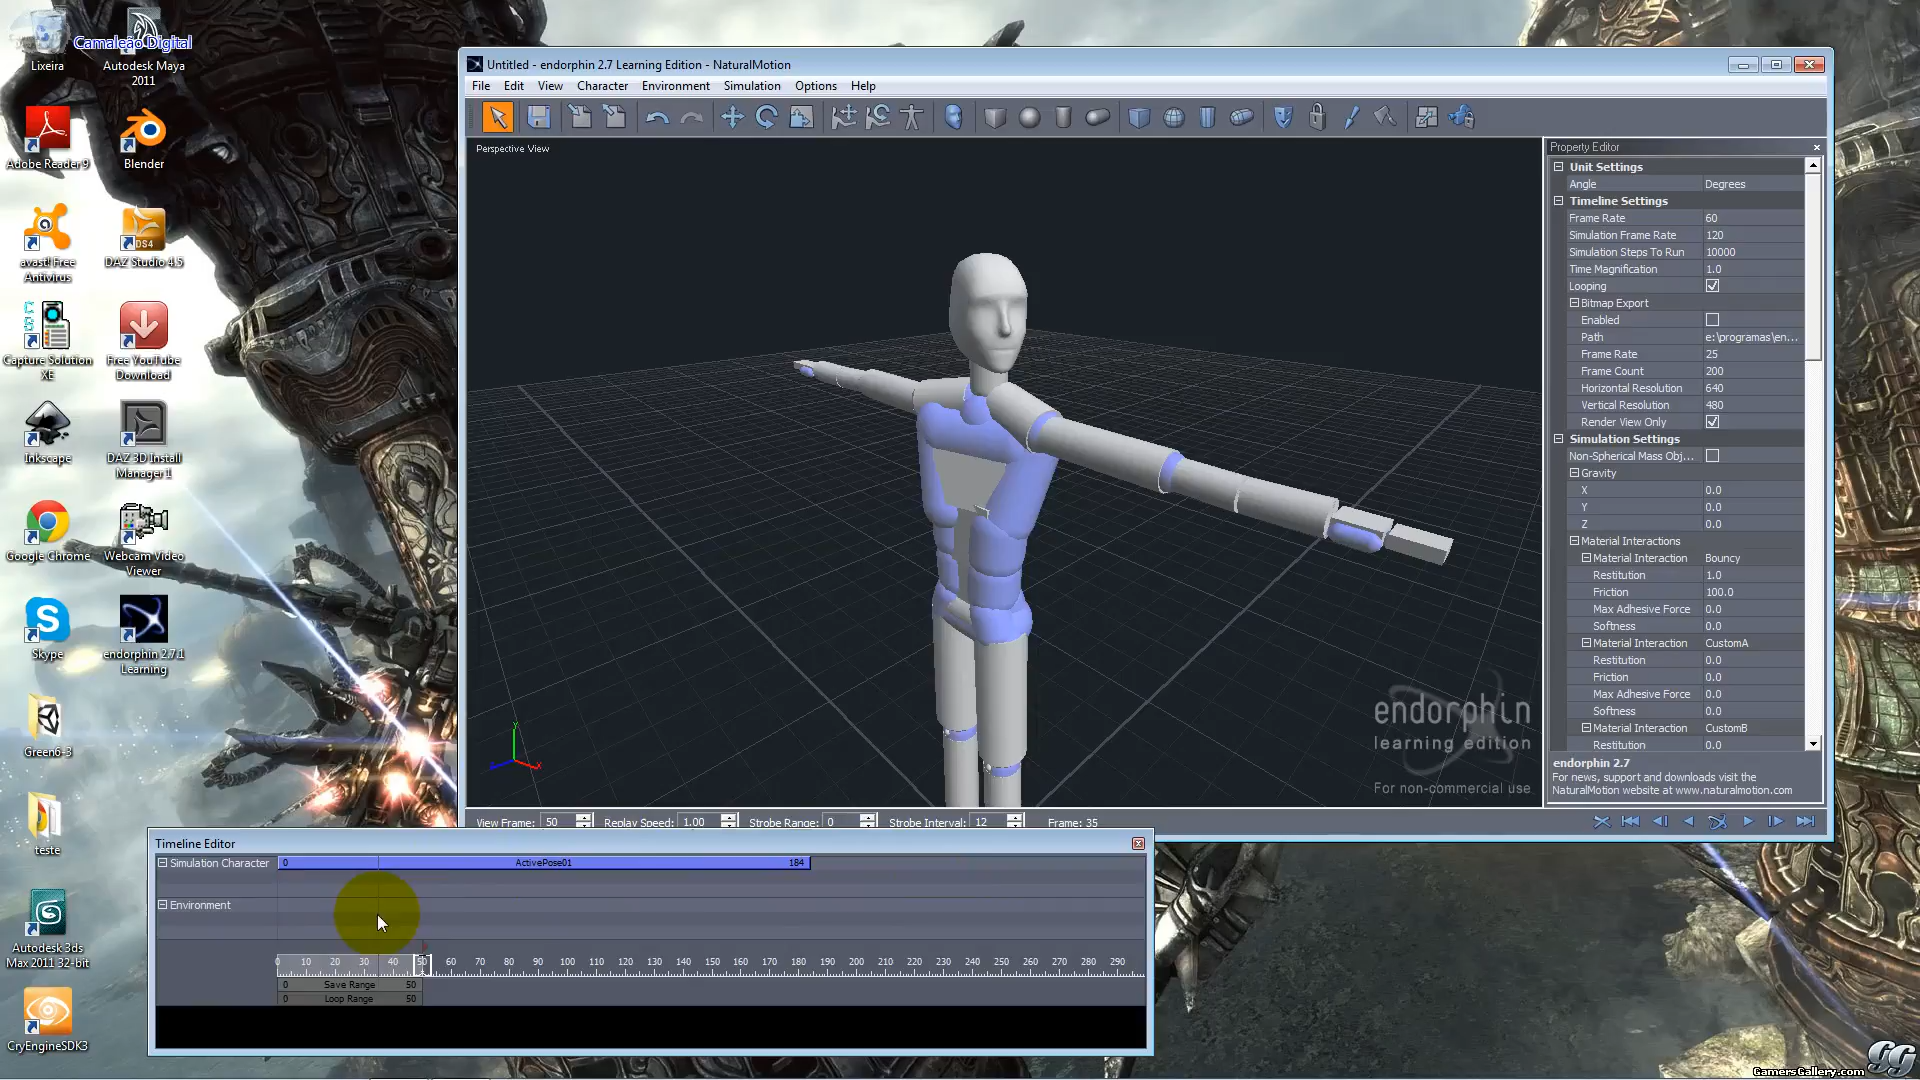 Camaleão Digital
Lixeira
Autodesk Maya
2011
Adobe Reader 9
Blender
avast! Free
Antivirus
DAZ Studio 4.5
Capture Solution
XE
Free YouTube
Download
Inkscape
DAZ 3D Install
Manager 1
Google Chrome
Webcam Video
Viewer
Skype
endorphin 2.7.1
Learning
Green6-3
teste
Autodesk 3ds
Max 2011 32-bit
CryEngineSDK3
Untitled - endorphin 2.7 Learning Edition - NaturalMotion
File Edit View Character Environment Simulation Options Help
Perspective View
endorphin
learning edition
For non-commercial use
Property Editor
Unit Settings
Angle Degrees
Timeline Settings
Frame Rate 60
Simulation Frame Rate 120
Simulation Steps To Run 10000
Time Magnification 1.0
Looping
Bitmap Export
Enabled
Path e:\programas\en...
Frame Rate 25
Frame Count 200
Horizontal Resolution 640
Vertical Resolution 480
Render View Only
Simulation Settings
Non-Spherical Mass Obj...
Gravity
X 0.0
Y 0.0
Z 0.0
Material Interactions
Material Interaction Bouncy
Restitution 1.0
Friction 100.0
Max Adhesive Force 0.0
Softness 0.0
Material Interaction CustomA
Restitution 0.0
Friction 0.0
Max Adhesive Force 0.0
Softness 0.0
Material Interaction CustomB
Restitution 0.0
endorphin 2.7
For news, support and downloads visit the
NaturalMotion website at www.naturalmotion.com
View Frame: 50 Replay Speed: 1.00 Strobe Range: 0 Strobe Interval: 12 Frame: 35
Timeline Editor
Simulation Character 0 ActivePose01 184
Environment
0 10 20 30 40 50 60 70 80 90 100 110 120 130 140 150 160 170 180 190 200 210 220 230 240 250 260 270 280 290
0 Save Range 50
0 Loop Range 50
GG
GamersGallery.com